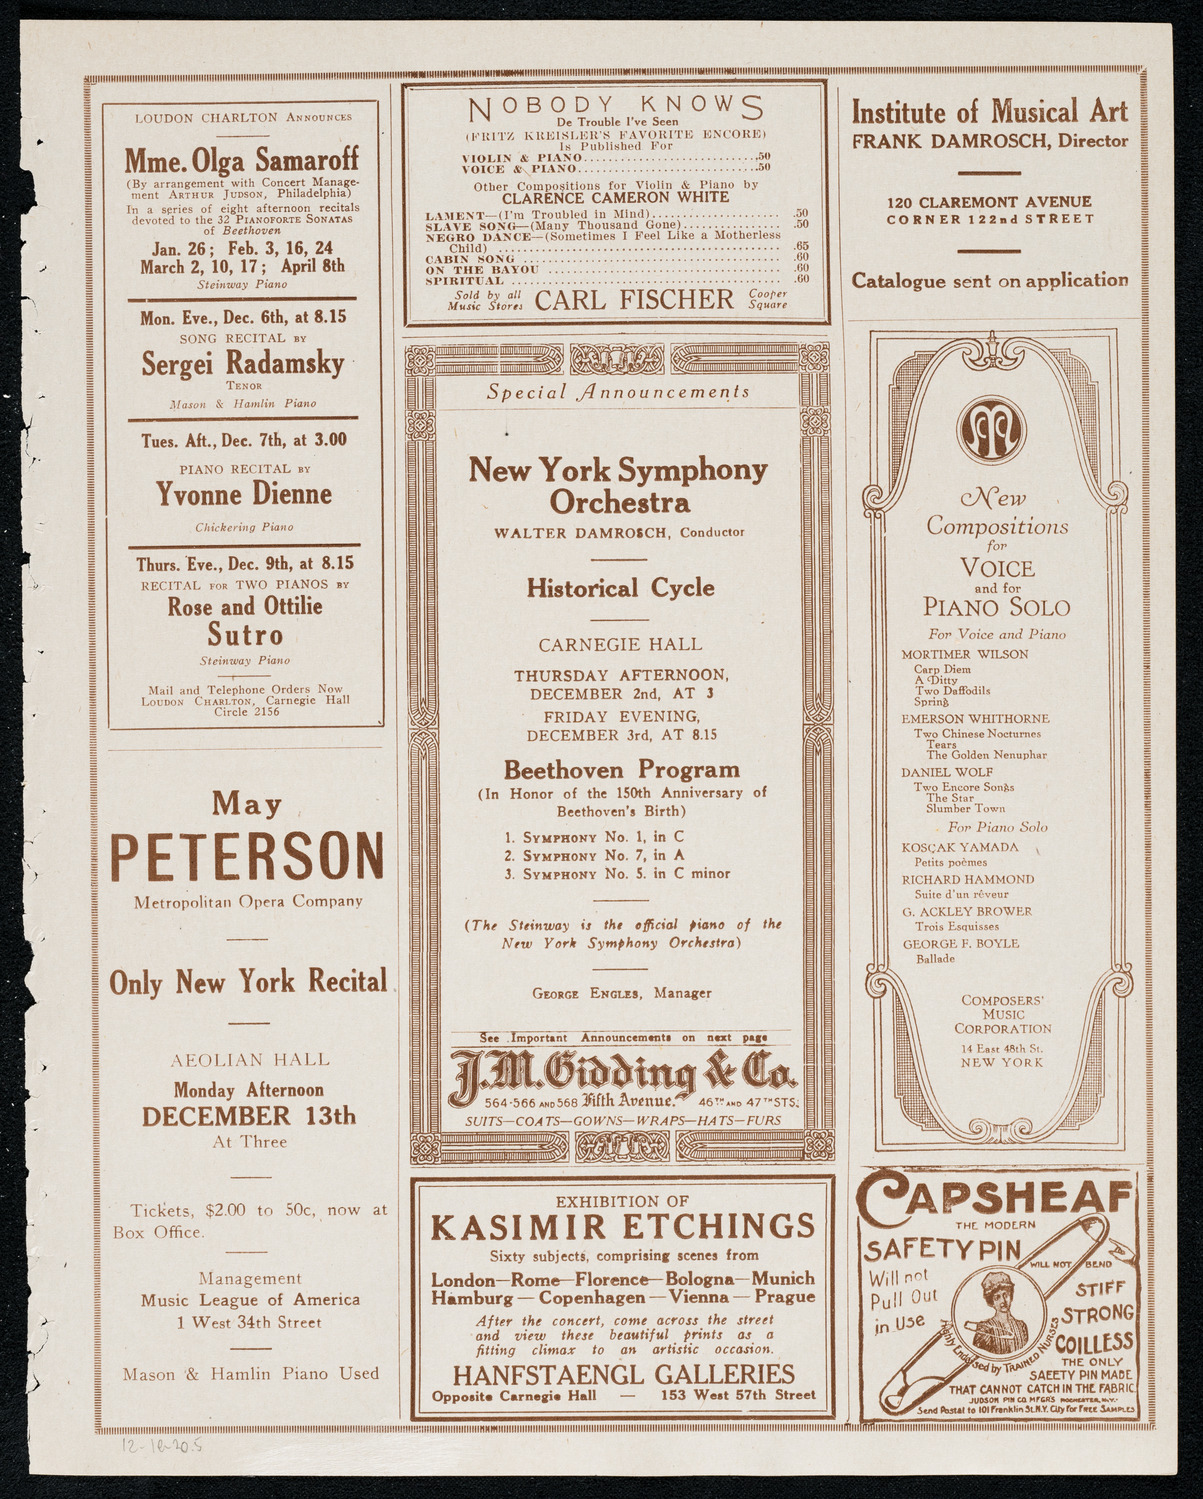 LOUDON CHARLTON ANNOUNCES
Mme. Olga Samaroff
(By arrangement with Concert Manage-
ment ARTHUR JUDSON, Philadelphia)
In a series of eight afternoon recitals
devoted to the 32 PIANOFORTE SONATAS
of Beethoven
Jan. 26; Feb. 3, 16, 24
March 2, 10, 17; April 8th
Steinway Piano
Mon. Eve., Dec. 6th, at 8.15
SONG RECITAL BY
Sergei Radamsky
TENOR
Mason & Hamlin Piano
Tues. Aft., Dec. 7th, at 3.00
PIANO RECITAL BY
Yvonne Dienne
Chickering Piano
Thurs. Eve., Dec. 9th, at 8.15
RECITAL FOR TWO PIANOS BY
Rose and Ottilie
Sutro
Steinway Piano
Mail and Telephone Orders Now
LOUDON CHARLTON, Carnegie Hall
Circle 2156
May
PETERSON
Metropolitan Opera Company
Only New York Recital
AEOLIAN HALL
Monday Afternoon
DECEMBER 13th
At Three
Tickets, $2.00 to 50c, now at
Box Office.
Management
Music League of America
1 West 34th Street
Mason & Hamlin Piano Used
NOBODY KNOWS
De Trouble I've Seen
(FRITZ KREISLER'S FAVORITE ENCORE)
Is Published For
VIOLIN & PIANO............................50
VOICE & PIANO.............................50
Other Compositions for Violin & Piano by
CLARENCE CAMERON WHITE
LAMENT—(I'm Troubled in Mind)...................... .50
SLAVE SONG—(Many Thousand Gone)................ .50
NEGRO DANCE—(Sometimes I Feel Like a Motherless
Child) ................................................ .65
CABIN SONG ............................................ .60
ON THE BAYOU ........................................ .60
SPIRITUAL .............................................. .60
Sold by all Music Stores CARL FISCHER Cooper Square
Special Announcements
New York Symphony
Orchestra
WALTER DAMROSCH, Conductor
Historical Cycle
CARNEGIE HALL
THURSDAY AFTERNOON,
DECEMBER 2nd, AT 3
FRIDAY EVENING,
DECEMBER 3rd, AT 8.15
Beethoven Program
(In Honor of the 150th Anniversary of
Beethoven's Birth)
1. SYMPHONY No. 1, in C
2. SYMPHONY No. 7, in A
3. SYMPHONY No. 5. in C minor
(The Steinway is the official piano of the
New York Symphony Orchestra)
GEORGE ENGLES, Manager
See Important Announcements on next page
J.M. Gidding & Co.
564-566 AND 568 Fifth Avenue. 46TH AND 47TH STS.
SUITS—COATS—GOWNS—WRAPS—HATS—FURS
EXHIBITION OF
KASIMIR ETCHINGS
Sixty subjects, comprising scenes from
London—Rome—Florence—Bologna—Munich
Hamburg — Copenhagen — Vienna — Prague
After the concert, come across the street
and view these beautiful prints as a
fitting climax to an artistic occasion.
HANFSTAENGL GALLERIES
Opposite Carnegie Hall — 153 West 57th Street
Institute of Musical Art
FRANK DAMROSCH, Director
120 CLAREMONT AVENUE
CORNER 122nd STREET
Catalogue sent on application
New
Compositions
for
VOICE
and for
PIANO SOLO
For Voice and Piano
MORTIMER WILSON
Carp Diem
A Ditty
Two Daffodils
Spring
EMERSON WHITHORNE
Two Chinese Nocturnes
Tears
The Golden Nenuphar
DANIEL WOLF
Two Encore Songs
The Star
Slumber Town
For Piano Solo
KOSÇAK YAMADA
Petits poèmes
RICHARD HAMMOND
Suite d'un rêveur
G. ACKLEY BROWER
Trois Esquisses
GEORGE F. BOYLE
Ballade
COMPOSERS'
MUSIC
CORPORATION
14 East 48th St.
NEW YORK
CAPSHEAF
THE MODERN
SAFETY PIN
WILL NOT BEND
Will not
Pull Out
in Use
STIFF
STRONG
COILLESS
Highly Endorsed by TRAINED NURSES
THE ONLY
SAFETY PIN MADE
THAT CANNOT CATCH IN THE FABRIC
JUDSON PIN CO. MFGR'S ROCHESTER, N.Y.
Send Postal to 101 Franklin St. N.Y. City for FREE SAMPLES